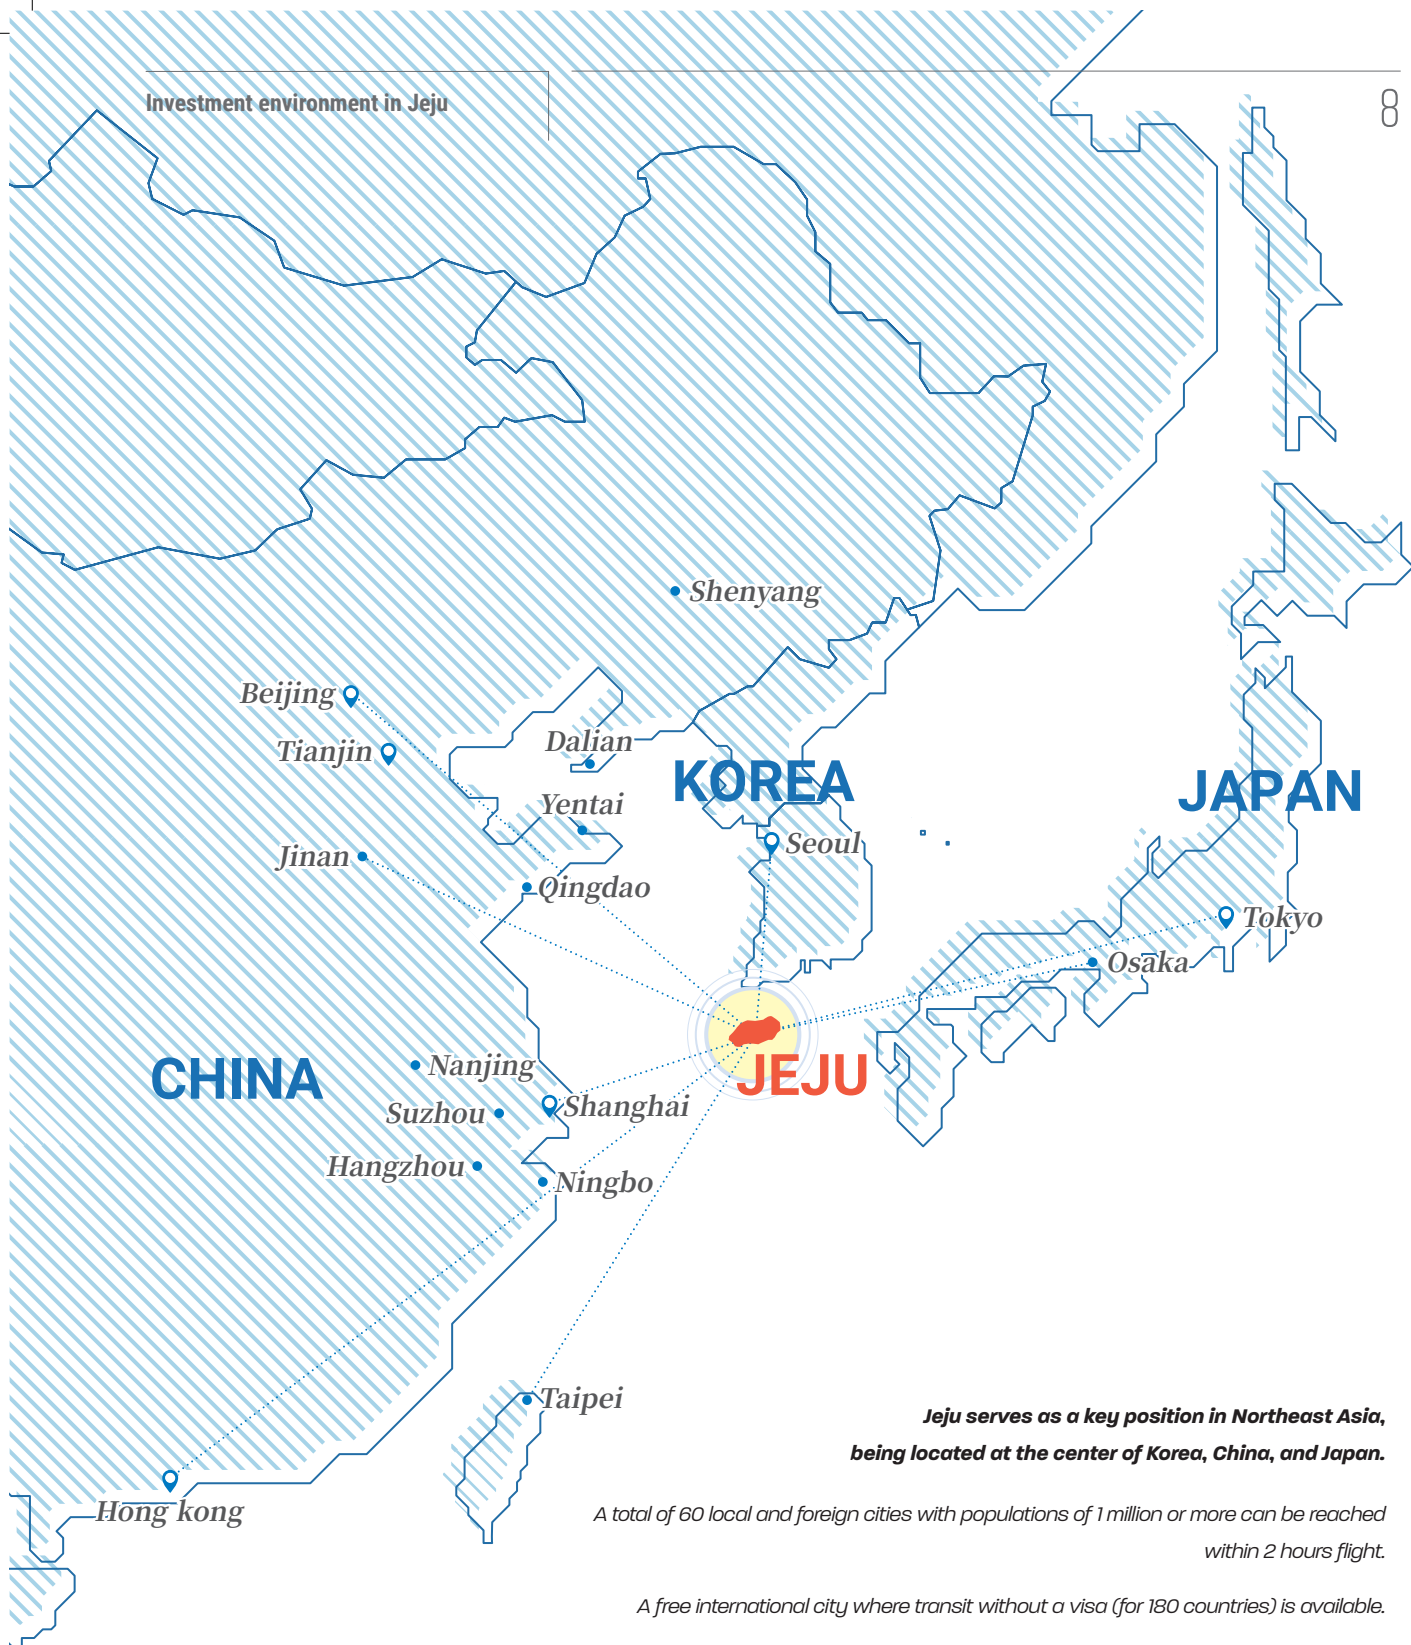 Investment environment in Jeju
8
Shenyang
Beijing
Tianjin
Dalian
KOREA
JAPAN
Yentai
Seoul
Jinan
Qingdao
Tokyo
Osaka
CHINA
Nanjing
JEJU
Suzhou
Shanghai
Hangzhou
Ningbo
Taipei
Hong kong
Jeju serves as a key position in Northeast Asia,
being located at the center of Korea, China, and Japan.
A total of 60 local and foreign cities with populations of 1 million or more can be reached
within 2 hours flight.
A free international city where transit without a visa (for 180 countries) is available.